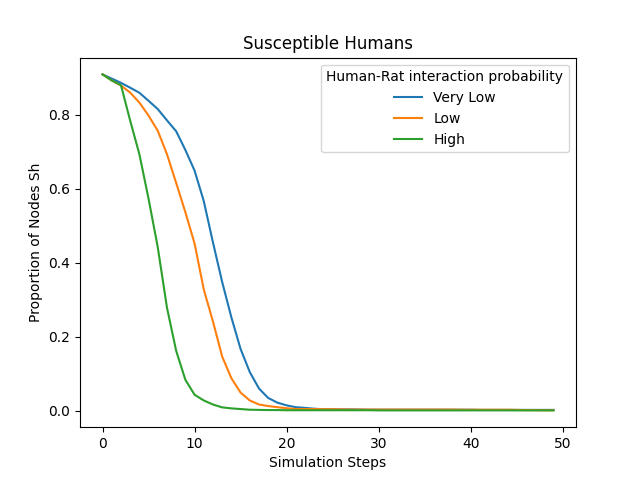 Susceptible Humans
Human-Rat interaction probability
Very Low
Low
High
Proportion of Nodes Sh
0.8
0.6
0.4
0.2
0.0
0 10 20 30 40 50
Simulation Steps